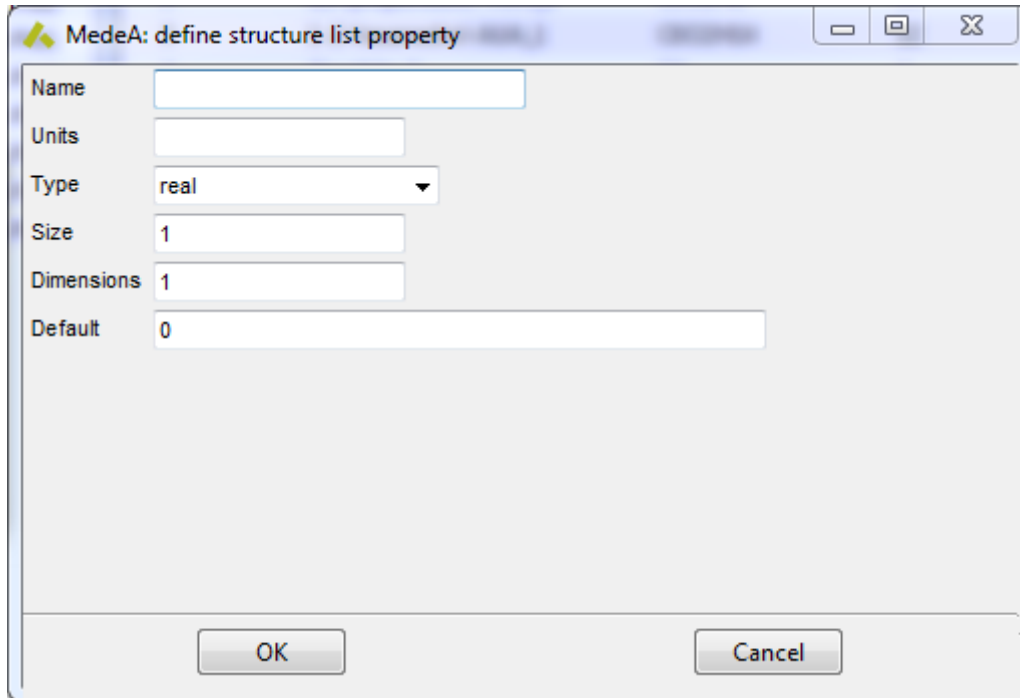 MedeA: define structure list property
Name
Units
Type real
Size 1
Dimensions 1
Default 0
OK Cancel